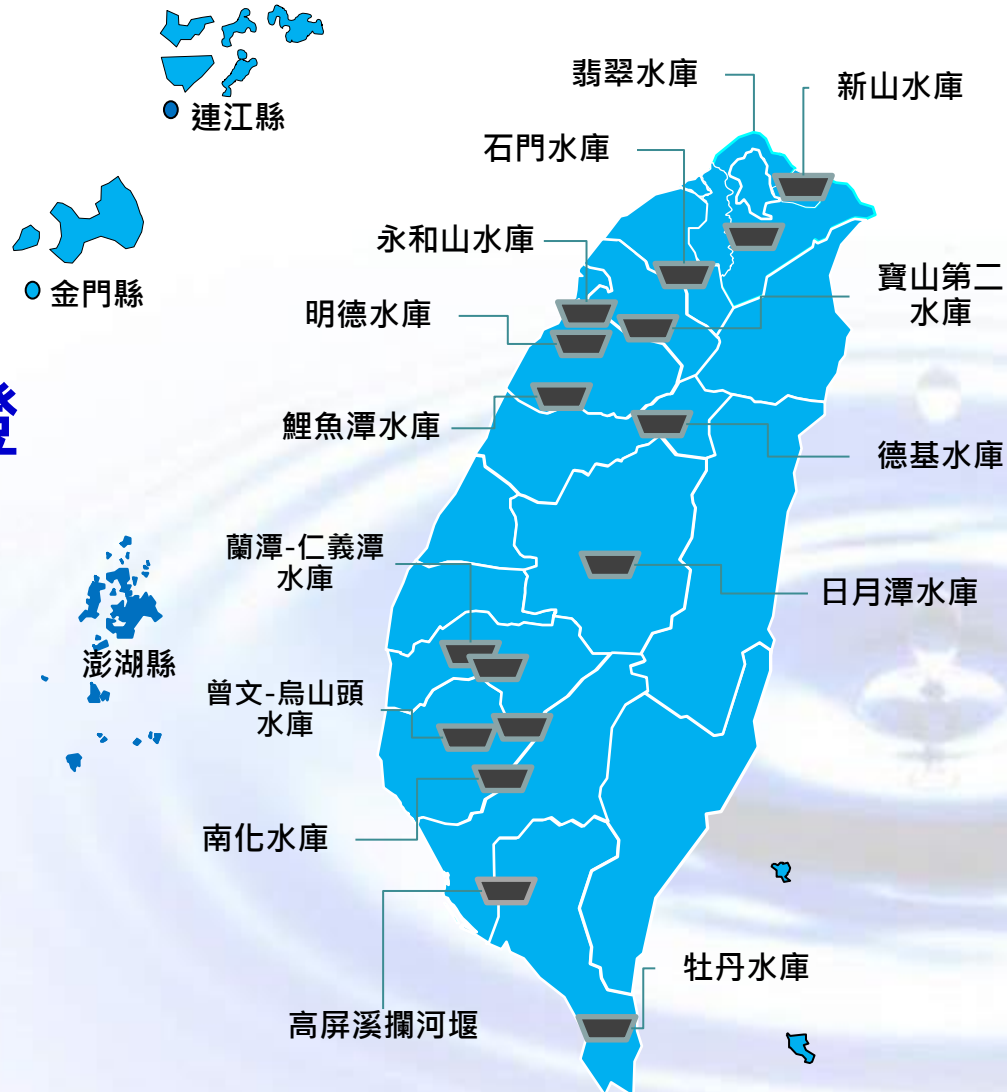 翡翠水庫
新山水庫
連江縣
石門水庫
永和山水庫
寶山第二
水庫
金門縣
明德水庫
鯉魚潭水庫
德基水庫
蘭潭-仁義潭
水庫
日月潭水庫
澎湖縣
曾文-烏山頭
水庫
南化水庫
牡丹水庫
高屏溪攔河堰